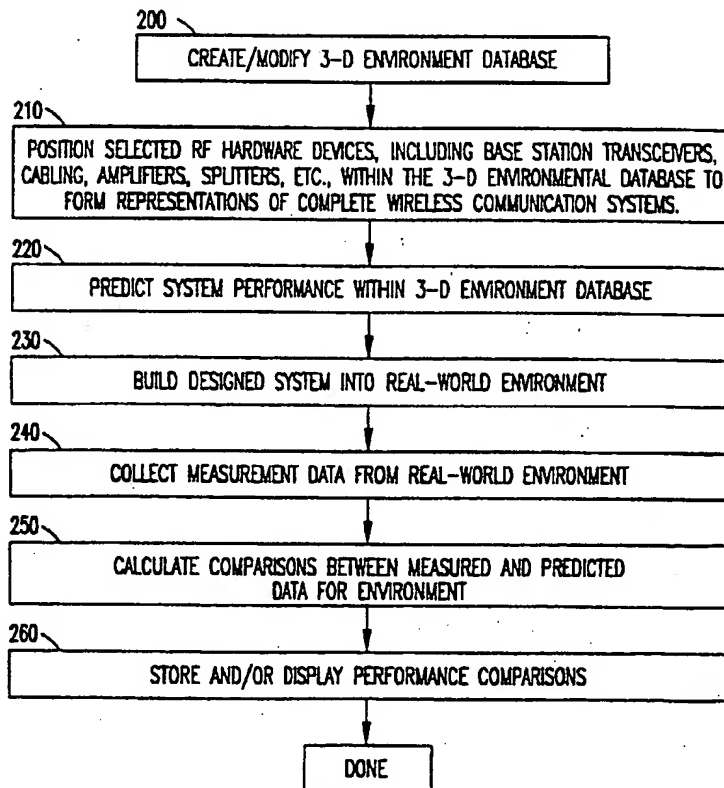 200
CREATE/MODIFY 3-D ENVIRONMENT DATABASE
210
POSITION SELECTED RF HARDWARE DEVICES, INCLUDING BASE STATION TRANSCEIVERS,
CABLING, AMPLIFIERS, SPLITTERS, ETC., WITHIN THE 3-D ENVIRONMENTAL DATABASE TO
FORM REPRESENTATIONS OF COMPLETE WIRELESS COMMUNICATION SYSTEMS.
220
PREDICT SYSTEM PERFORMANCE WITHIN 3-D ENVIRONMENT DATABASE
230
BUILD DESIGNED SYSTEM INTO REAL-WORLD ENVIRONMENT
240
COLLECT MEASUREMENT DATA FROM REAL-WORLD ENVIRONMENT
250
CALCULATE COMPARISONS BETWEEN MEASURED AND PREDICTED
DATA FOR ENVIRONMENT
260
STORE AND/OR DISPLAY PERFORMANCE COMPARISONS
DONE